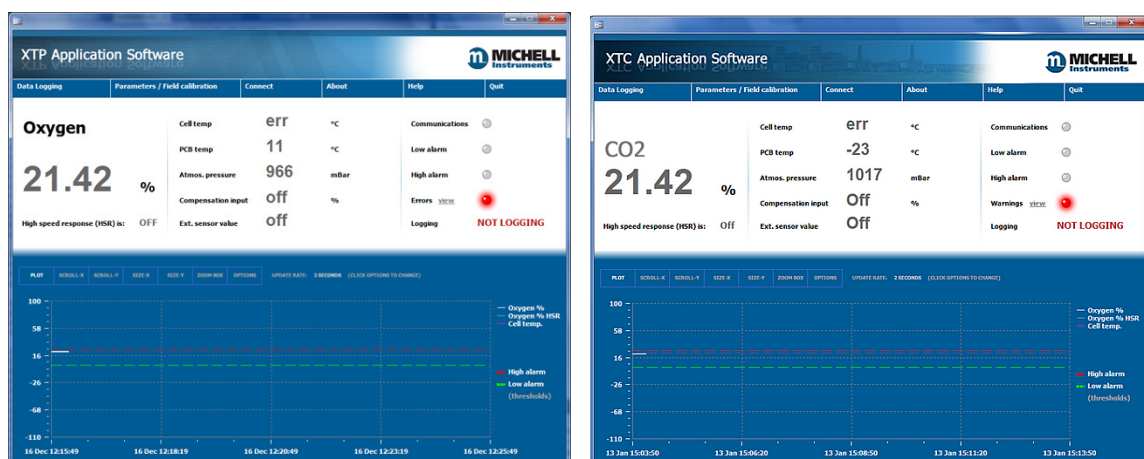 XTP Application Software
MICHELL
Instruments
Data Logging Parameters / Field calibration Connect About Help Quit
Oxygen
21.42 %
High speed response (HSR) is: OFF
Cell temp err °C
PCB temp 11 °C
Atmos. pressure 966 mBar
Compensation input off %
Ext. sensor value off
Communications
Low alarm
High alarm
Errors view
Logging NOT LOGGING
PLOT SCROLL-X SCROLL-Y SIZE-X SIZE-Y ZOOM BOX OPTIONS UPDATE RATE: 2 SECONDS (CLICK OPTIONS TO CHANGE)
100
58
16
-26
-68
-110
16 Dec 12:15:49 16 Dec 12:18:19 16 Dec 12:20:49 16 Dec 12:23:19 16 Dec 12:25:49
Oxygen %
Oxygen % HSR
Cell temp.
High alarm
Low alarm
(thresholds)
XTC Application Software
MICHELL
Instruments
Data Logging Parameters / Field calibration Connect About Help Quit
CO2
21.42 %
High speed response (HSR) is: Off
Cell temp err °C
PCB temp -23 °C
Atmos. pressure 1017 mBar
Compensation input Off %
Ext. sensor value Off
Communications
Low alarm
High alarm
Warnings view
Logging NOT LOGGING
PLOT SCROLL-X SCROLL-Y SIZE-X SIZE-Y ZOOM BOX OPTIONS UPDATE RATE: 2 SECONDS (CLICK OPTIONS TO CHANGE)
100
58
16
-26
-68
-110
13 Jan 15:03:50 13 Jan 15:06:20 13 Jan 15:08:50 13 Jan 15:11:20 13 Jan 15:13:50
Oxygen %
Oxygen % HSR
Cell temp.
High alarm
Low alarm
(thresholds)